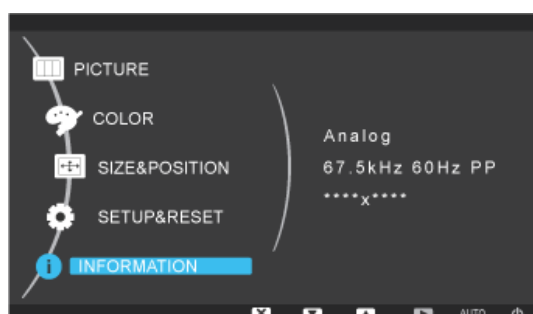 PICTURE
COLOR
SIZE&POSITION
SETUP&RESET
INFORMATION
Analog
67.5kHz 60Hz PP
****x****
AUTO